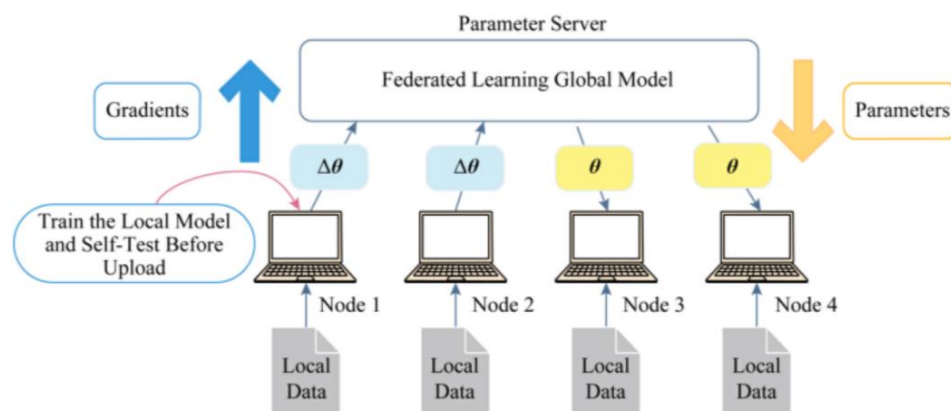 Parameter Server
Federated Learning Global Model
Gradients
Parameters
Δθ
Δθ
θ
θ
Train the Local Model
and Self-Test Before
Upload
Node 1
Node 2
Node 3
Node 4
Local
Data
Local
Data
Local
Data
Local
Data